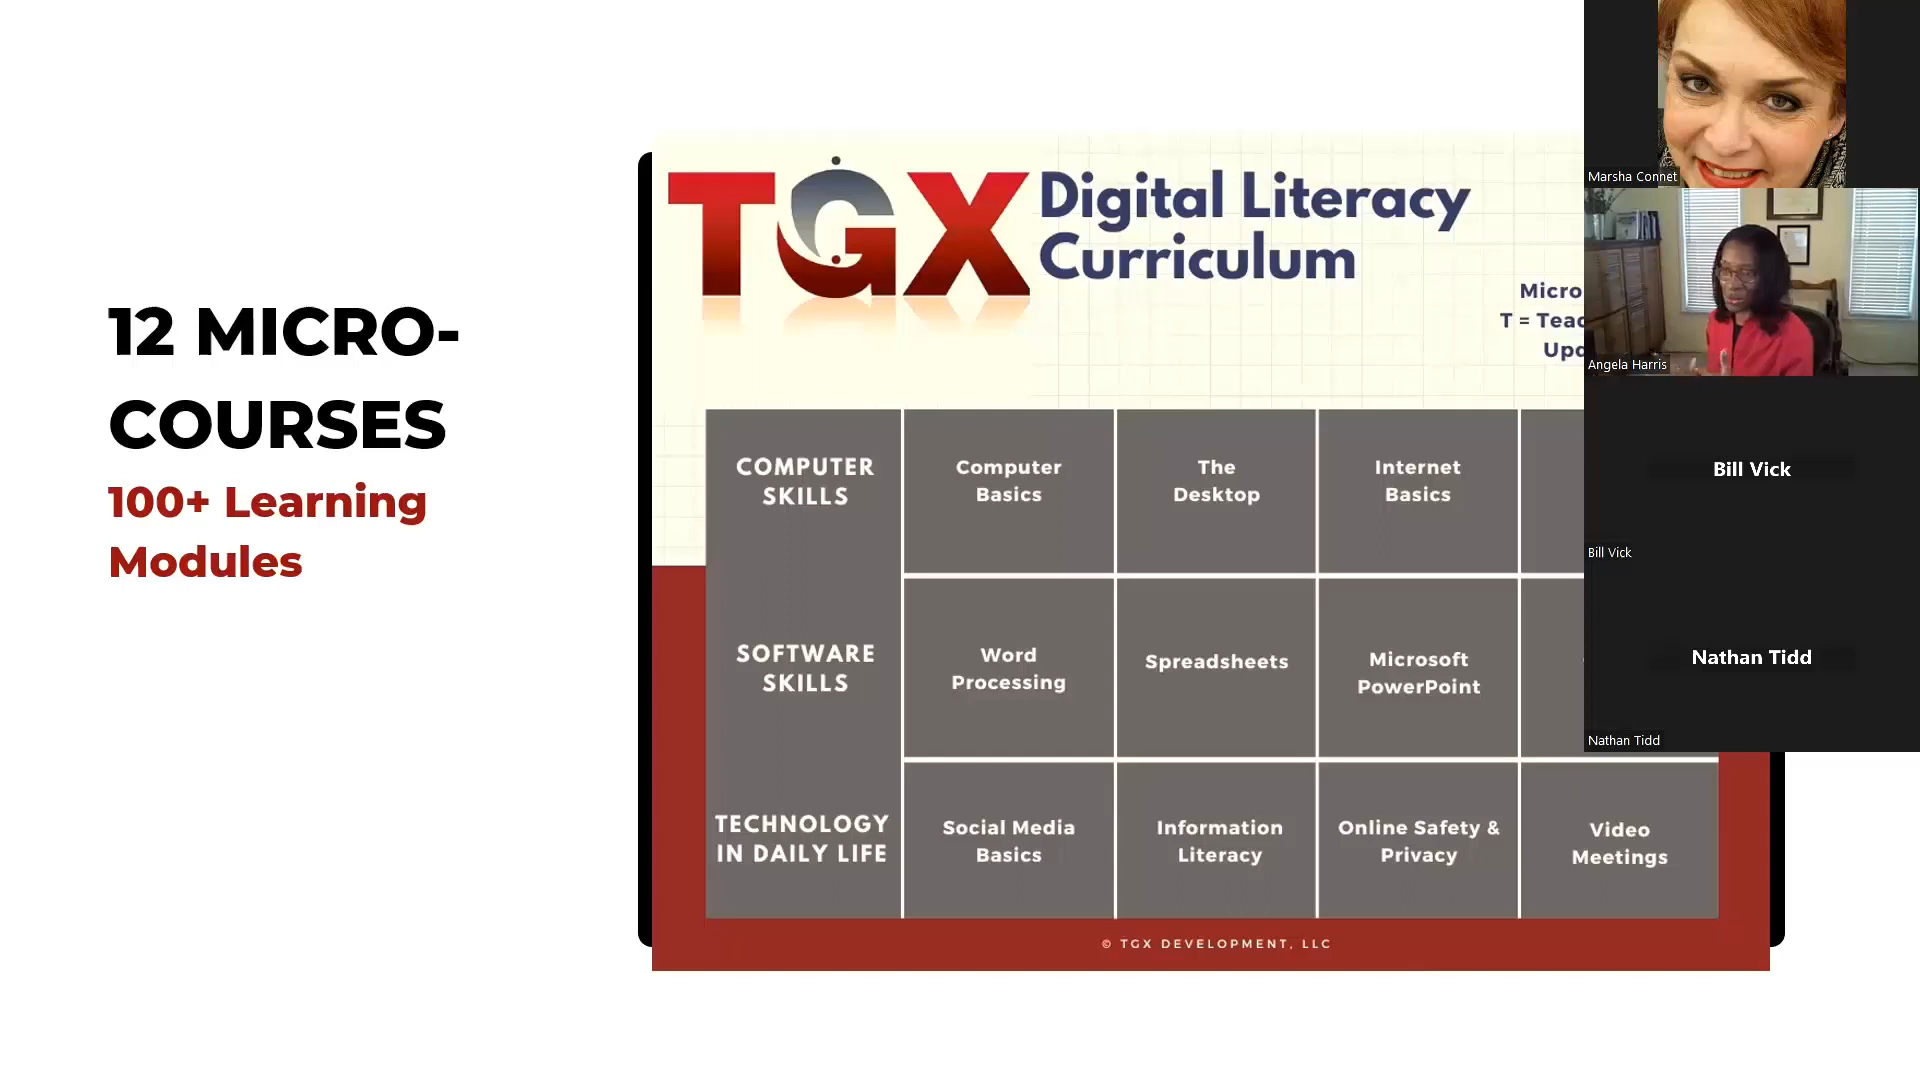 12 MICRO-
COURSES
100+ Learning
Modules
TGX
Digital Literacy
Curriculum
Micro
T = Teac
Upd
COMPUTER
SKILLS
Computer
Basics
The
Desktop
Internet
Basics
SOFTWARE
SKILLS
Word
Processing
Spreadsheets
Microsoft
PowerPoint
TECHNOLOGY
IN DAILY LIFE
Social Media
Basics
Information
Literacy
Online Safety &
Privacy
Video
Meetings
© TGX DEVELOPMENT, LLC
Marsha Connet
Angela Harris
Bill Vick
Bill Vick
Nathan Tidd
Nathan Tidd